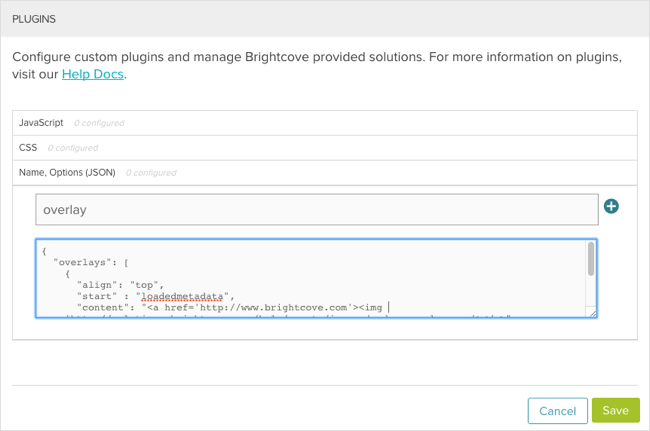 PLUGINS
Configure custom plugins and manage Brightcove provided solutions. For more information on plugins,
visit our Help Docs.
JavaScript 0 configured
CSS 0 configured
Name, Options (JSON) 0 configured
overlay
{
"overlays": [
{
"align": "top",
"start" : "loadedmetadata",
"content": "<a href='http://www.brightcove.com'><img
Cancel Save